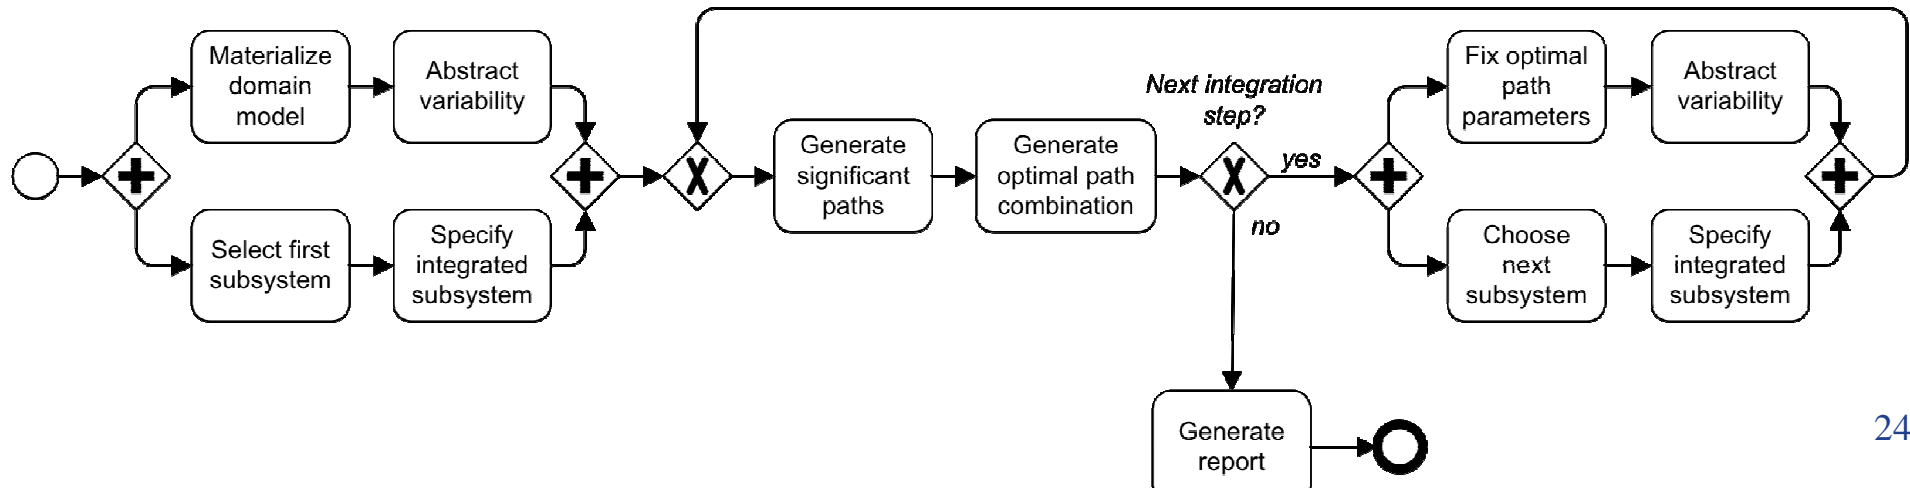 Materialize
domain
model
Abstract
variability
Select first
subsystem
Specify
integrated
subsystem
Generate
significant
paths
Generate
optimal path
combination
Next integration
step?
yes
no
Fix optimal
path
parameters
Abstract
variability
Choose
next
subsystem
Specify
integrated
subsystem
Generate
report
24